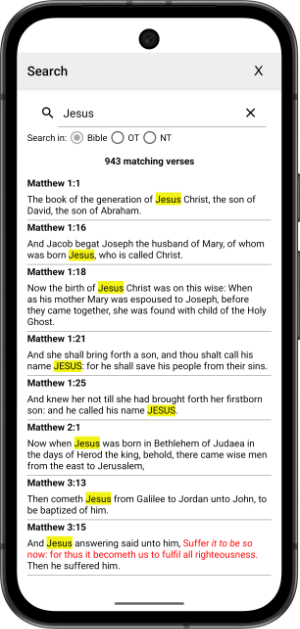 Search X
Jesus ×
Search in: Bible OT NT
943 matching verses
Matthew 1:1
The book of the generation of Jesus Christ, the son of
David, the son of Abraham.
Matthew 1:16
And Jacob begat Joseph the husband of Mary, of whom
was born Jesus, who is called Christ.
Matthew 1:18
Now the birth of Jesus Christ was on this wise: When
as his mother Mary was espoused to Joseph, before
they came together, she was found with child of the Holy
Ghost.
Matthew 1:21
And she shall bring forth a son, and thou shalt call his
name JESUS: for he shall save his people from their sins.
Matthew 1:25
And knew her not till she had brought forth her firstborn
son: and he called his name JESUS.
Matthew 2:1
Now when Jesus was born in Bethlehem of Judaea in
the days of Herod the king, behold, there came wise men
from the east to Jerusalem,
Matthew 3:13
Then cometh Jesus from Galilee to Jordan unto John, to
be baptized of him.
Matthew 3:15
And Jesus answering said unto him, Suffer it to be so
now: for thus it becometh us to fulfil all righteousness.
Then he suffered him.